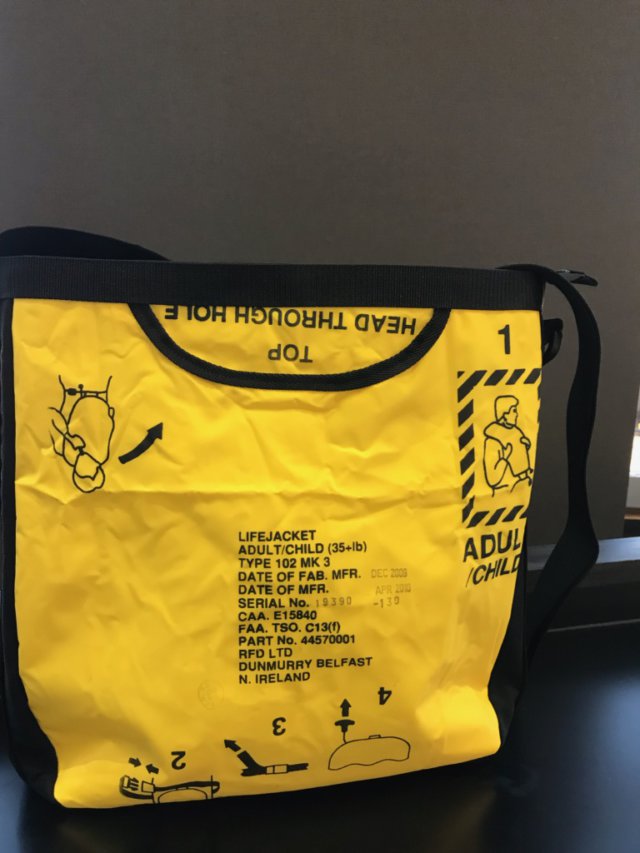 HEAD THROUGH HOLE
TOP
1
ADUL
/CHILD
LIFEJACKET
ADULT/CHILD (35+lb)
TYPE 102 MK 3
DATE OF FAB. MFR. DEC 2009
DATE OF MFR. APR 2010
SERIAL No. 19390 -130
CAA. E15840
FAA. TSO. C13(f)
PART No. 44570001
RFD LTD
DUNMURRY BELFAST
N. IRELAND
4
3
2